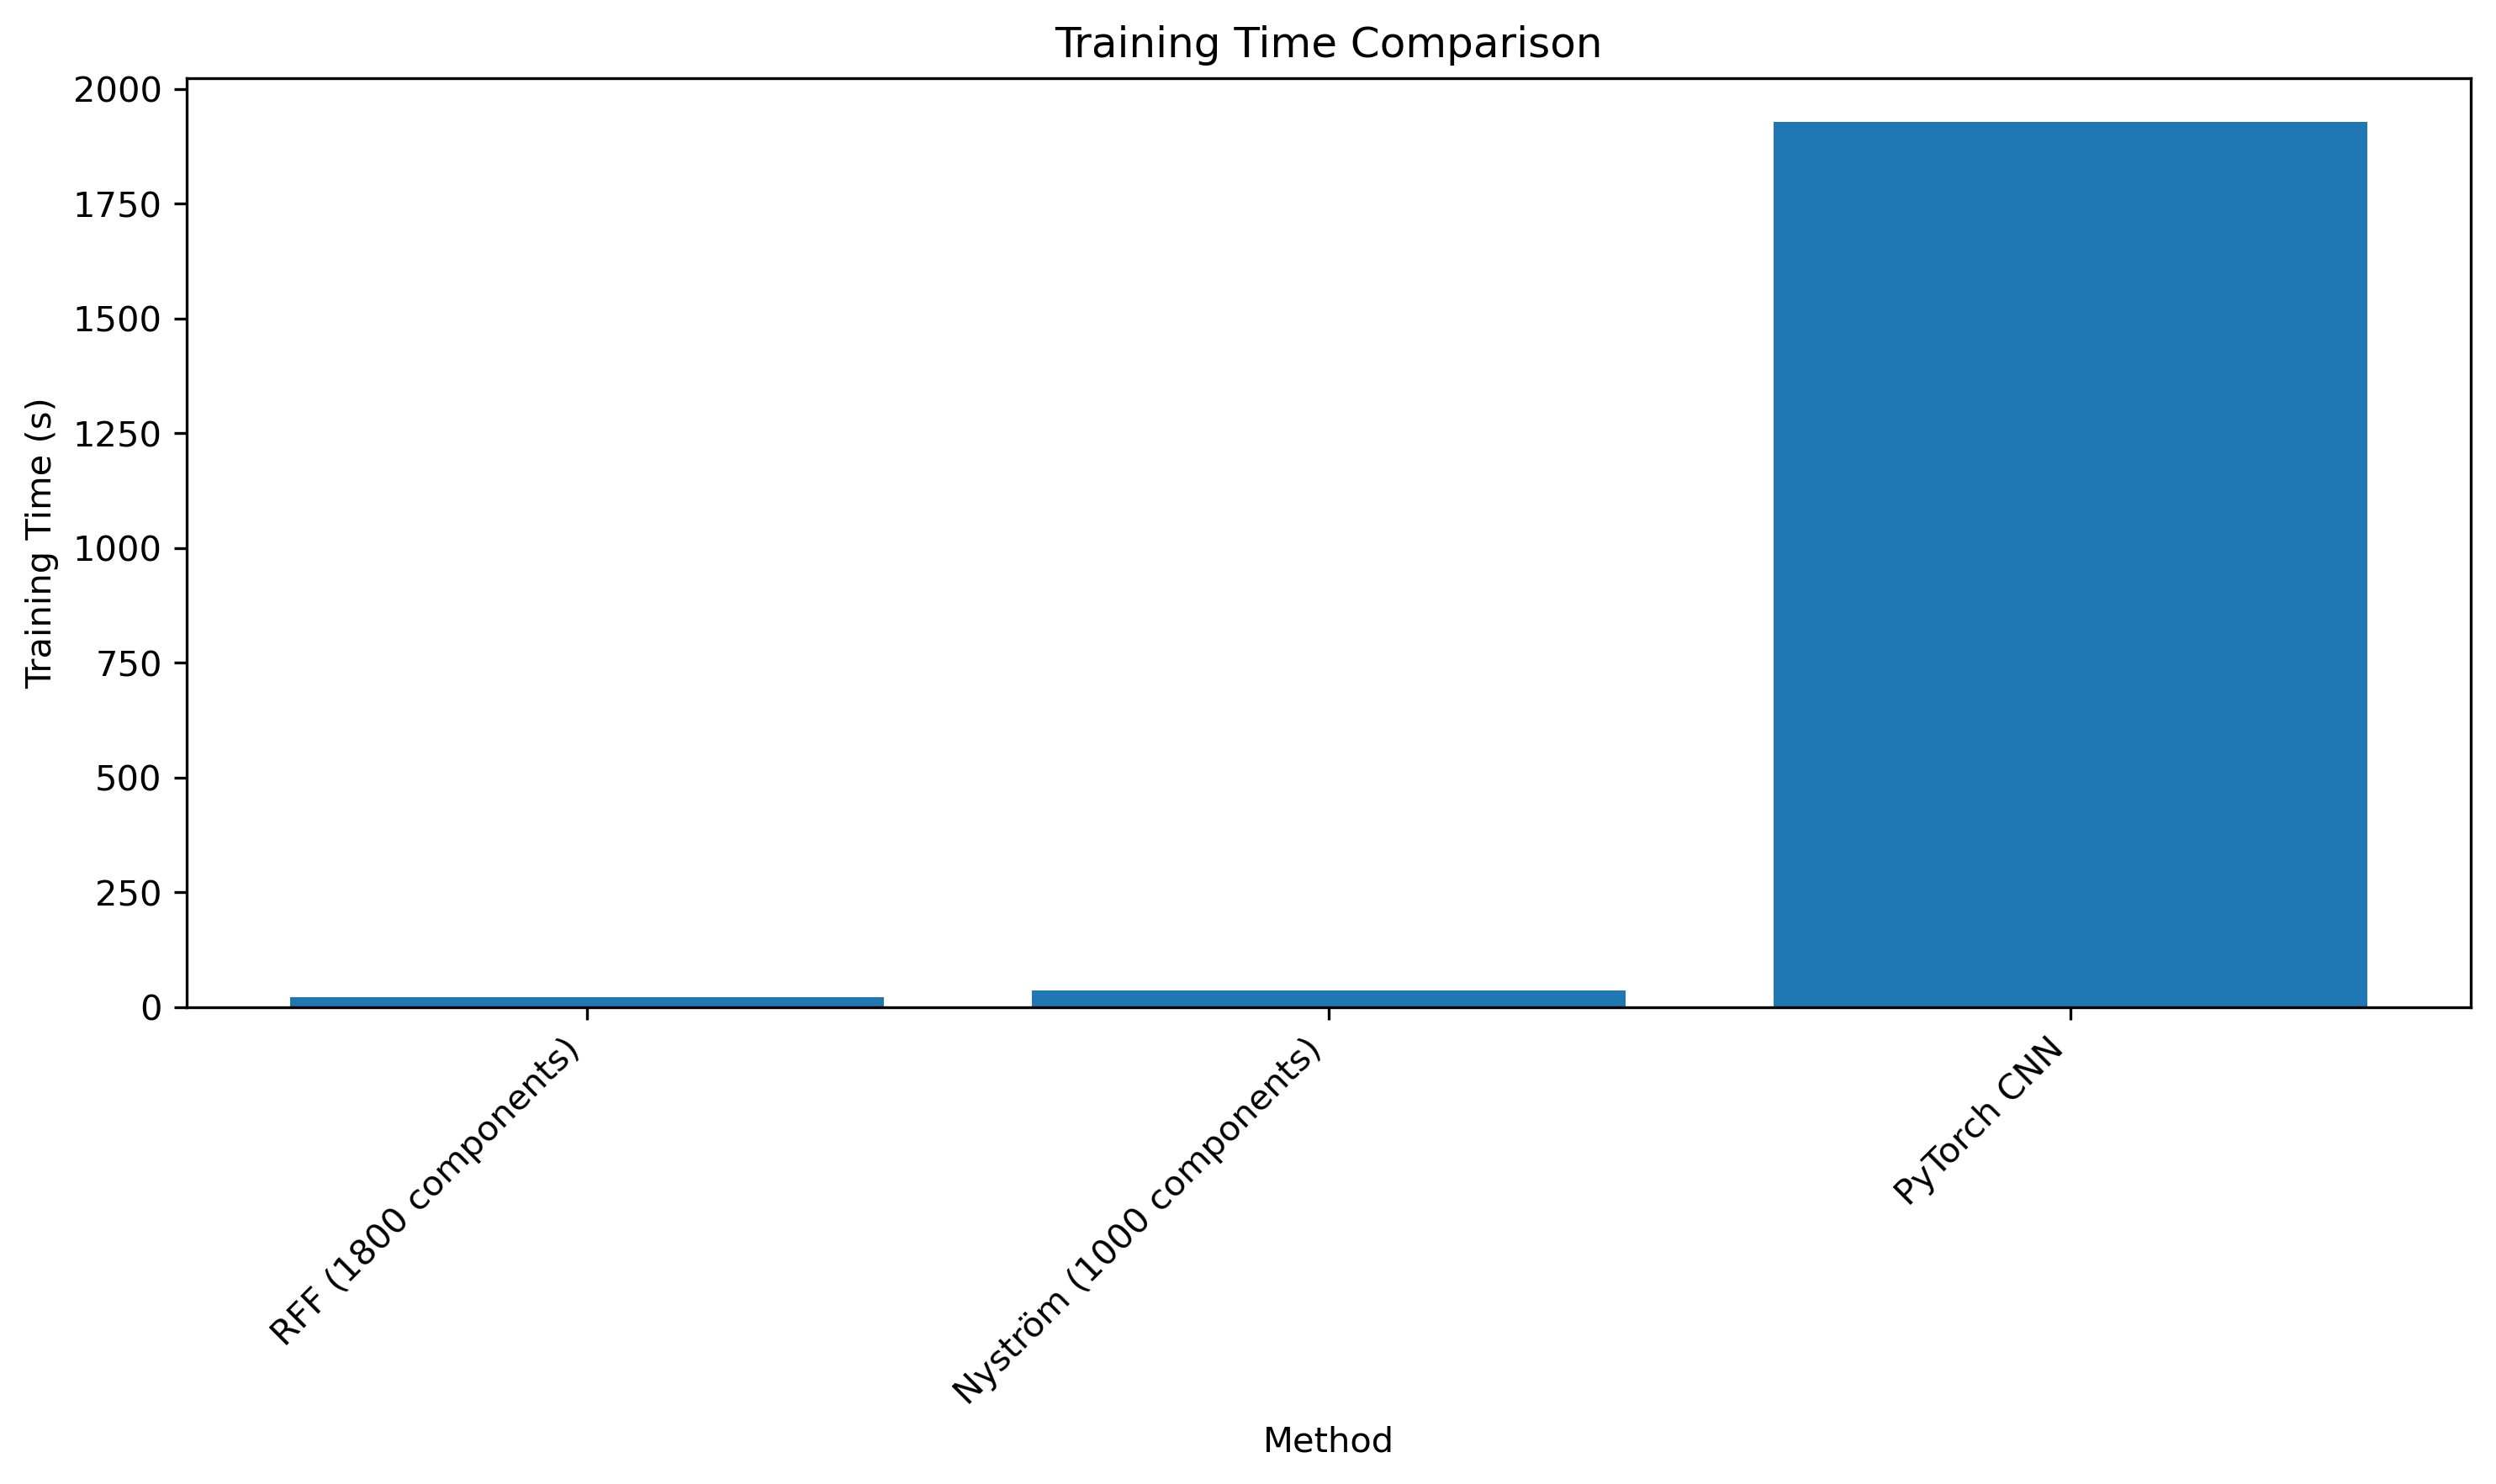 Training Time Comparison
Training Time (s)
2000
1750
1500
1250
1000
750
500
250
0
RFF (1800 components)
Nyström (1000 components)
PyTorch CNN
Method